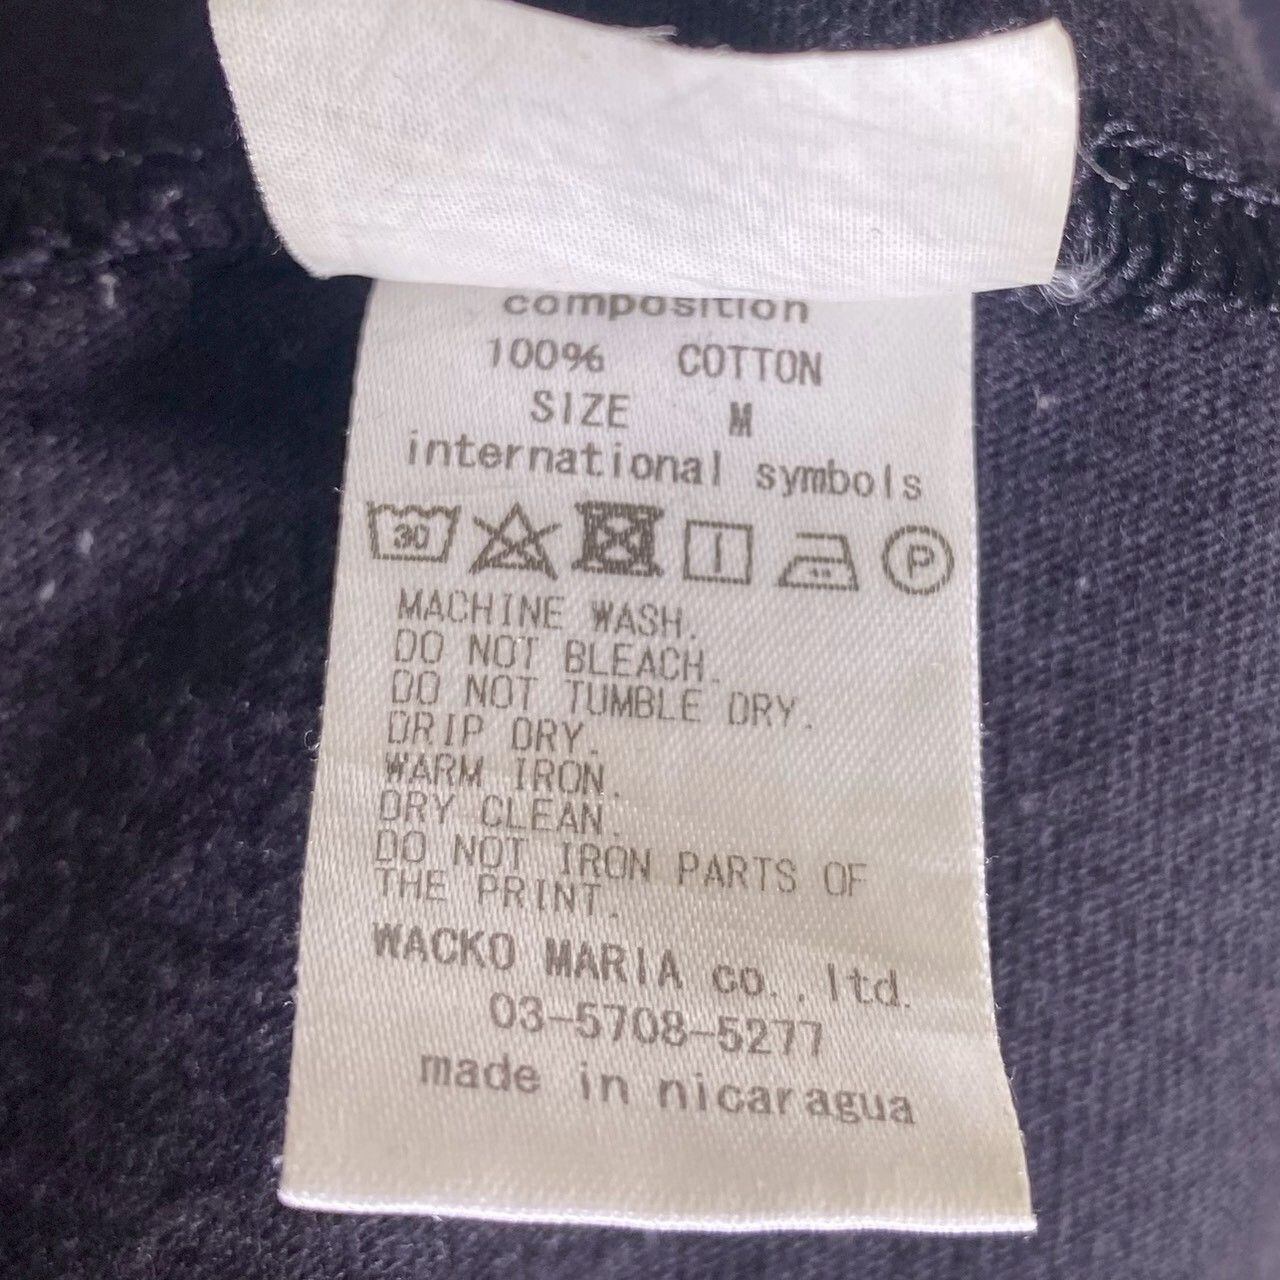 composition
100% COTTON
SIZE M
international symbols
30 P
MACHINE WASH.
DO NOT BLEACH.
DO NOT TUMBLE DRY.
DRIP DRY.
WARM IRON.
DRY CLEAN.
DO NOT IRON PARTS OF
THE PRINT.
WACKO MARIA co.,ltd.
03-5708-5277
made in nicaragua